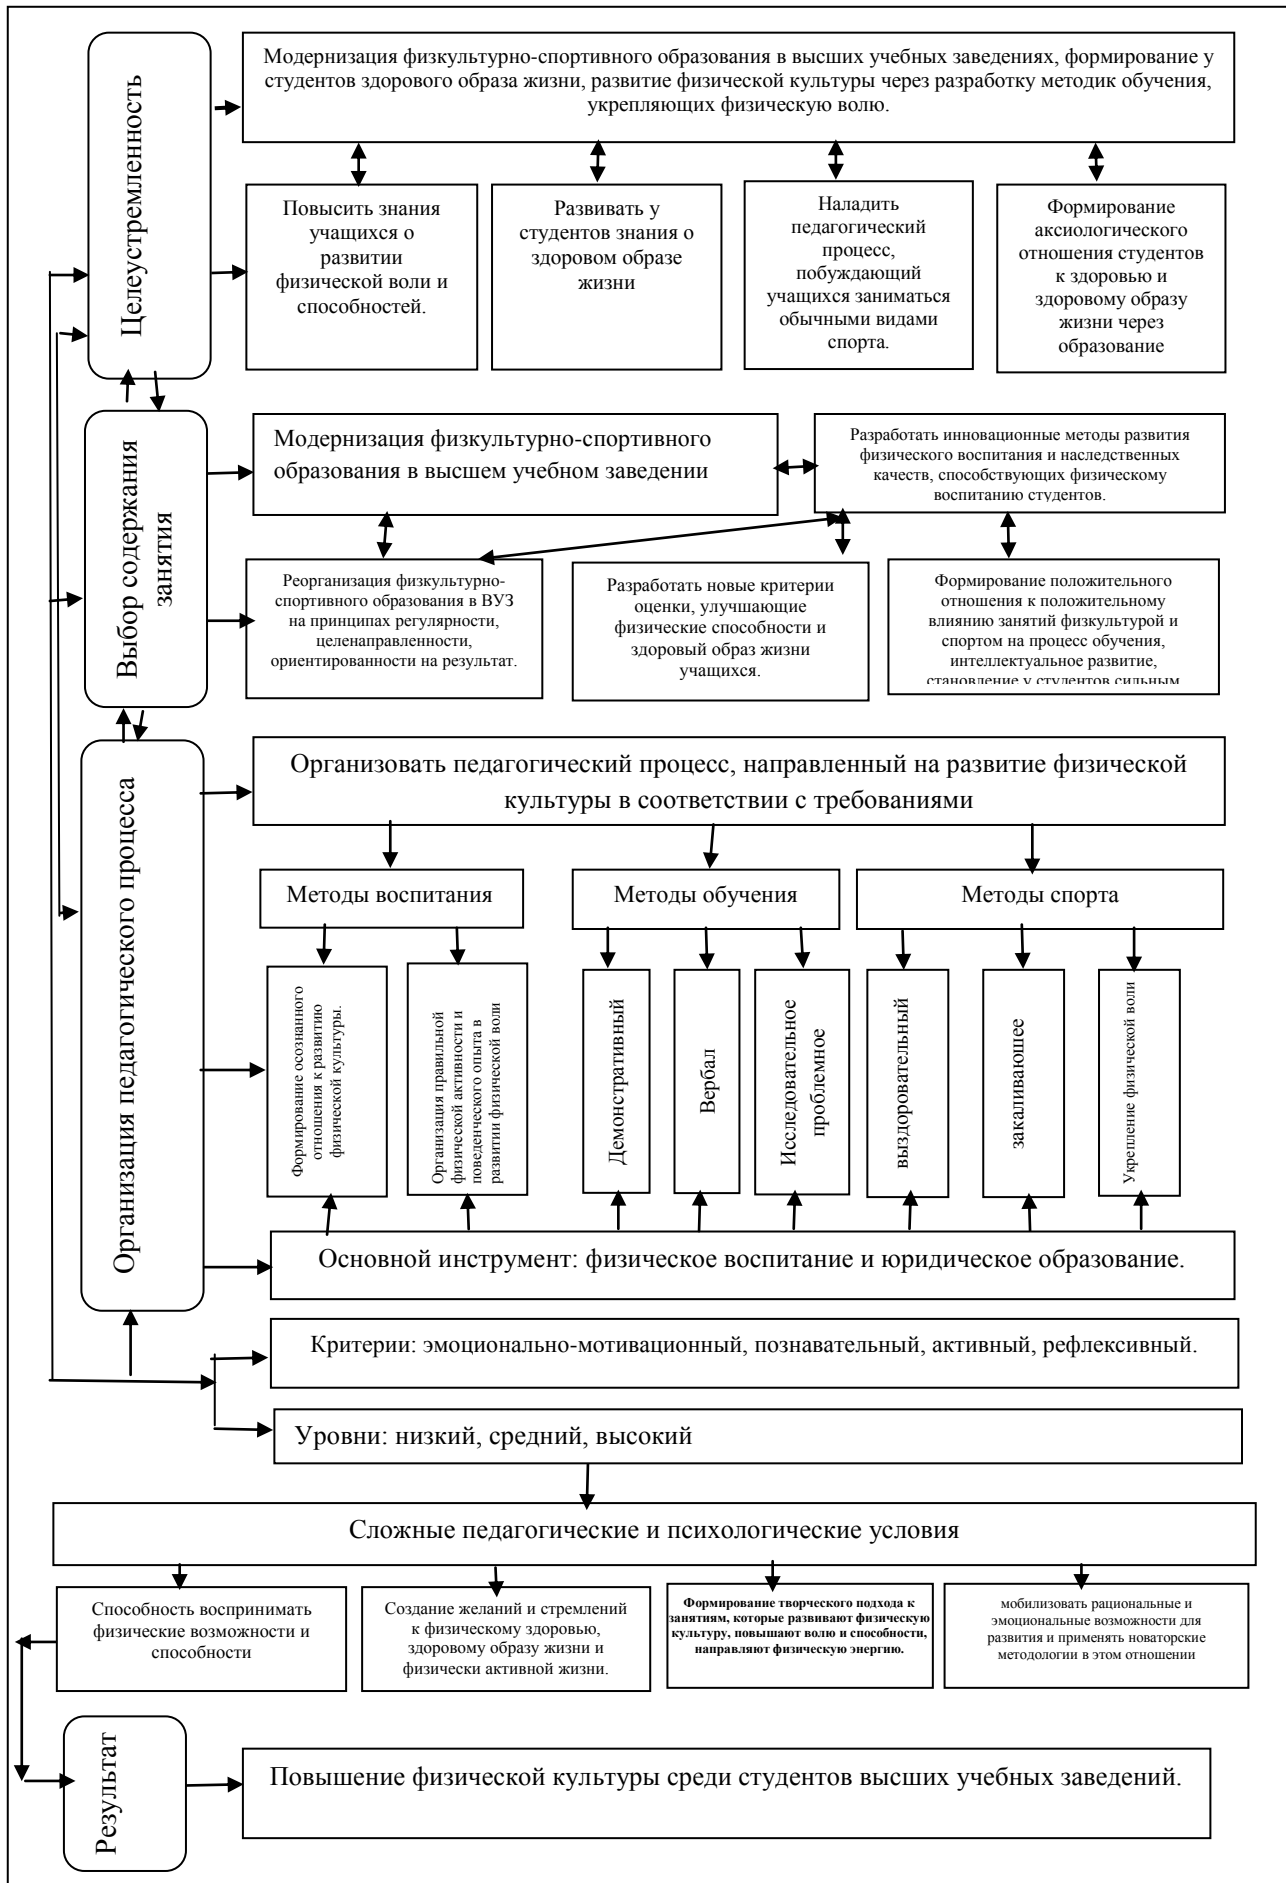 Целеустремленность
Модернизация физкультурно-спортивного образования в высших учебных заведениях, формирование у
студентов здорового образа жизни, развитие физической культуры через разработку методик обучения,
укрепляющих физическую волю.
Повысить знания
учащихся о
развитии
физической воли и
способностей.
Развивать у
студентов знания о
здоровом образе
жизни
Наладить
педагогический
процесс,
побуждающий
учащихся заниматься
обычными видами
спорта.
Формирование
аксиологического
отношения студентов
к здоровью и
здоровому образу
жизни через
образование
Выбор содержания
занятия
Модернизация физкультурно-спортивного
образования в высшем учебном заведении
Разработать инновационные методы развития
физического воспитания и наследственных
качеств, способствующих физическому
воспитанию студентов.
Реорганизация физкультурно-
спортивного образования в ВУЗ
на принципах регулярности,
целенаправленности,
ориентированности на результат.
Разработать новые критерии
оценки, улучшающие
физические способности и
здоровый образ жизни
учащихся.
Формирование положительного
отношения к положительному
влиянию занятий физкультурой и
спортом на процесс обучения,
интеллектуальное развитие,
становление у студентов сильным
Организация педагогического процесса
Организовать педагогический процесс, направленный на развитие физической
культуры в соответствии с требованиями
Методы воспитания
Методы обучения
Методы спорта
Формирование осознанного
отношения к развитию
физической культуры.
Организация правильной
физической активности и
поведенческого опыта в
развитии физической воли
Демонстративный
Вербал
Исследовательное
проблемное
выздоровательный
закаливаюшее
Укрепление физической воли
Основной инструмент: физическое воспитание и юридическое образование.
Критерии: эмоционально-мотивационный, познавательный, активный, рефлексивный.
Уровни: низкий, средний, высокий
Сложные педагогические и психологические условия
Способность воспринимать
физические возможности и
способности
Создание желаний и стремлений
к физическому здоровью,
здоровому образу жизни и
физически активной жизни.
Формирование творческого подхода к
занятиям, которые развивают физическую
культуру, повышают волю и способности,
направляют физическую энергию.
мобилизовать рациональные и
эмоциональные возможности для
развития и применять новаторские
методологии в этом отношении
Результат
Повышение физической культуры среди студентов высших учебных заведений.